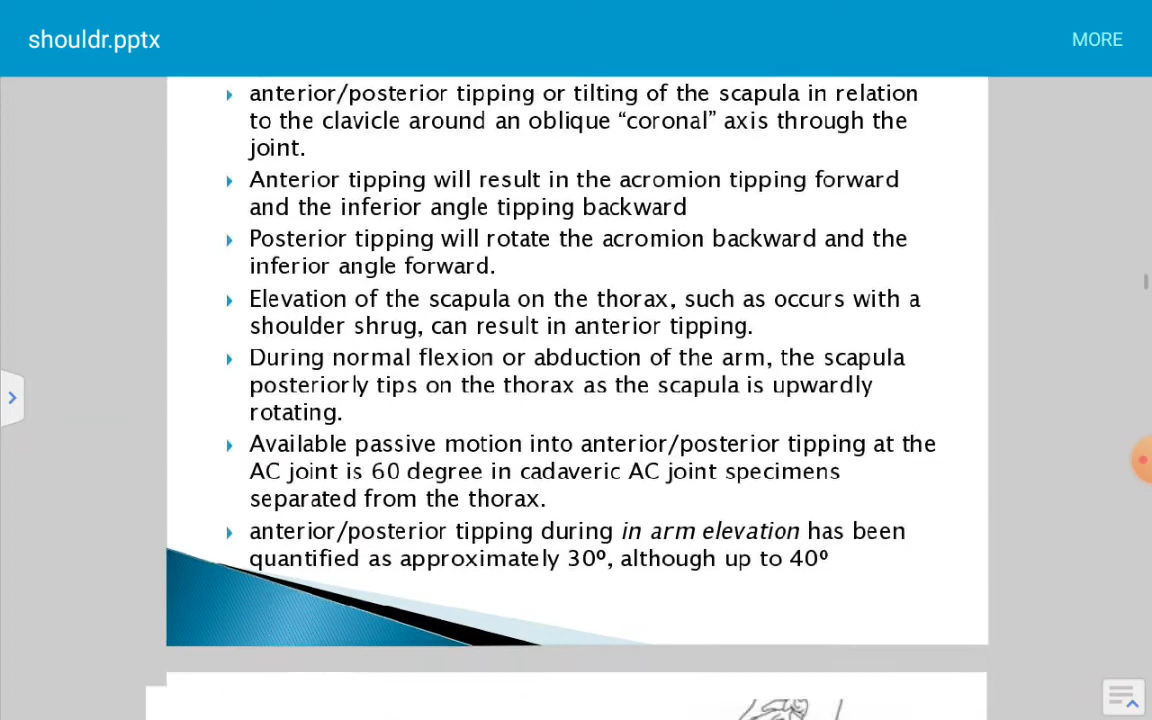 shouldr.pptx
MORE
anterior/posterior tipping or tilting of the scapula in relation
to the clavicle around an oblique “coronal” axis through the
joint.
Anterior tipping will result in the acromion tipping forward
and the inferior angle tipping backward
Posterior tipping will rotate the acromion backward and the
inferior angle forward.
Elevation of the scapula on the thorax, such as occurs with a
shoulder shrug, can result in anterior tipping.
During normal flexion or abduction of the arm, the scapula
posteriorly tips on the thorax as the scapula is upwardly
rotating.
Available passive motion into anterior/posterior tipping at the
AC joint is 60 degree in cadaveric AC joint specimens
separated from the thorax.
anterior/posterior tipping during in arm elevation has been
quantified as approximately 30º, although up to 40º